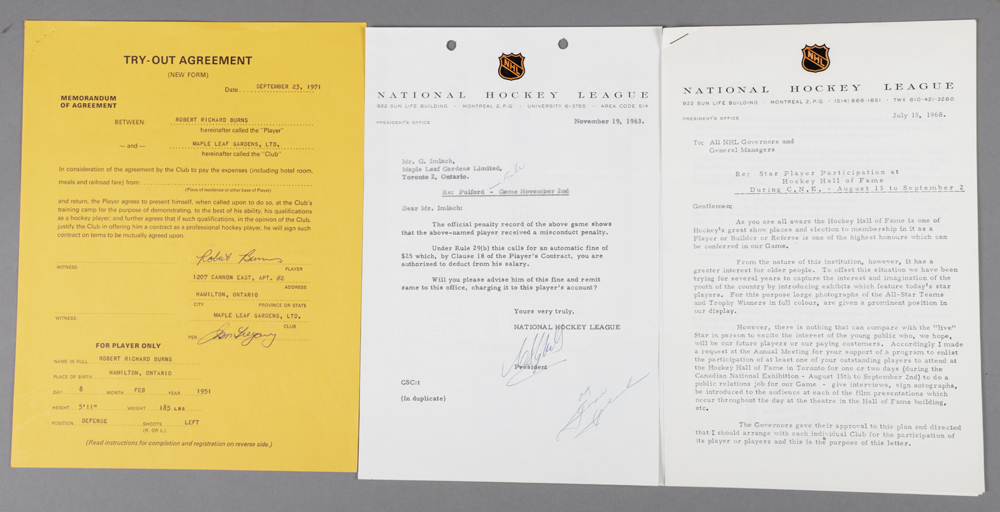 TRY-OUT AGREEMENT
(NEW FORM)
Date SEPTEMBER 23, 1971
MEMORANDUM
OF AGREEMENT
BETWEEN: ROBERT RICHARD BURNS
hereinafter called the "Player"
— and — MAPLE LEAF GARDENS, LTD.
hereinafter called the "Club"
In consideration of the agreement by the Club to pay the expenses (including hotel room,
meals and railroad fare) from:
(Place of residence or other base of Player)
and return, the Player agrees to present himself, when called upon to do so, at the Club's
training camp for the purpose of demonstrating, to the best of his ability, his qualifications
as a hockey player; and further agrees that if such qualifications, in the opinion of the Club,
justify the Club in offering him a contract as a professional hockey player, he will sign such
contract on terms to be mutually agreed upon.
Robert Burns
WITNESS PLAYER
1207 CANNON EAST, APT. #2
ADDRESS
HAMILTON, ONTARIO
CITY PROVINCE OR STATE
WITNESS: MAPLE LEAF GARDENS, LTD.
CLUB
PER Jim Gregory
FOR PLAYER ONLY
NAME IN FULL ROBERT RICHARD BURNS
PLACE OF BIRTH HAMILTON, ONTARIO
DAY 8 MONTH FEB YEAR 1951
HEIGHT 5'11" WEIGHT 185 LBS
POSITION DEFENSE SHOOTS LEFT
(R. OR L.)
(Read instructions for completion and registration on reverse side.)
NHL
NATIONAL HOCKEY LEAGUE
922 SUN LIFE BUILDING · MONTREAL 2, P.Q. · UNIVERSITY 6-3755 · AREA CODE 514
PRESIDENT'S OFFICE
November 19, 1963.
Mr. G. Imlach,
Maple Leaf Gardens Limited,
Toronto 2, Ontario.
Re: Pulford - Game November 2nd
Dear Mr. Imlach:
The official penalty record of the above game shows
that the above-named player received a misconduct penalty.
Under Rule 29(b) this calls for an automatic fine of
$25 which, by Clause 18 of the Player's Contract, you are
authorized to deduct from his salary.
Will you please advise him of this fine and remit
same to this office, charging it to this player's account?
Yours very truly,
NATIONAL HOCKEY LEAGUE
President
CSC:t
(In duplicate)
NHL
NATIONAL HOCKEY LEAGUE
922 SUN LIFE BUILDING · MONTREAL 2, P.Q. · (514) 866-1851 · TWX 610-421-3260
PRESIDENT'S OFFICE
July 15, 1968.
To: All NHL Governors and
General Managers
Re: Star Player Participation at
Hockey Hall of Fame
During C.N.E. - August 15 to September 2
Gentlemen:
As you are all aware the Hockey Hall of Fame is one of
Hockey's great show places and election to membership in it as a
Player or Builder or Referee is one of the highest honours which can
be conferred in our Game.
From the nature of this institution, however, it has a
greater interest for older people. To offset this situation we have been
trying for several years to capture the interest and imagination of the
youth of the country by introducing exhibits which feature today's star
players. For this purpose large photographs of the All-Star Teams
and Trophy Winners in full colour, are given a prominent position in
our display.
However, there is nothing that can compare with the "live"
Star in person to excite the interest of the young public who, we hope,
will be our future players or our paying customers. Accordingly I made
a request at the Annual Meeting for your support of a program to enlist
the participation of at least one of your outstanding players to attend at
the Hockey Hall of Fame in Toronto for one or two days (during the
Canadian National Exhibition - August 15th to September 2nd) to do a
public relations job for our Game - give interviews, sign autographs,
be introduced to the audience at each of the film presentations which
occur throughout the day at the theatre in the Hall of Fame building,
etc.
The Governors gave their approval to this plan and directed
that I should arrange with each individual Club for the participation of
its player or players and this is the purpose of this letter.